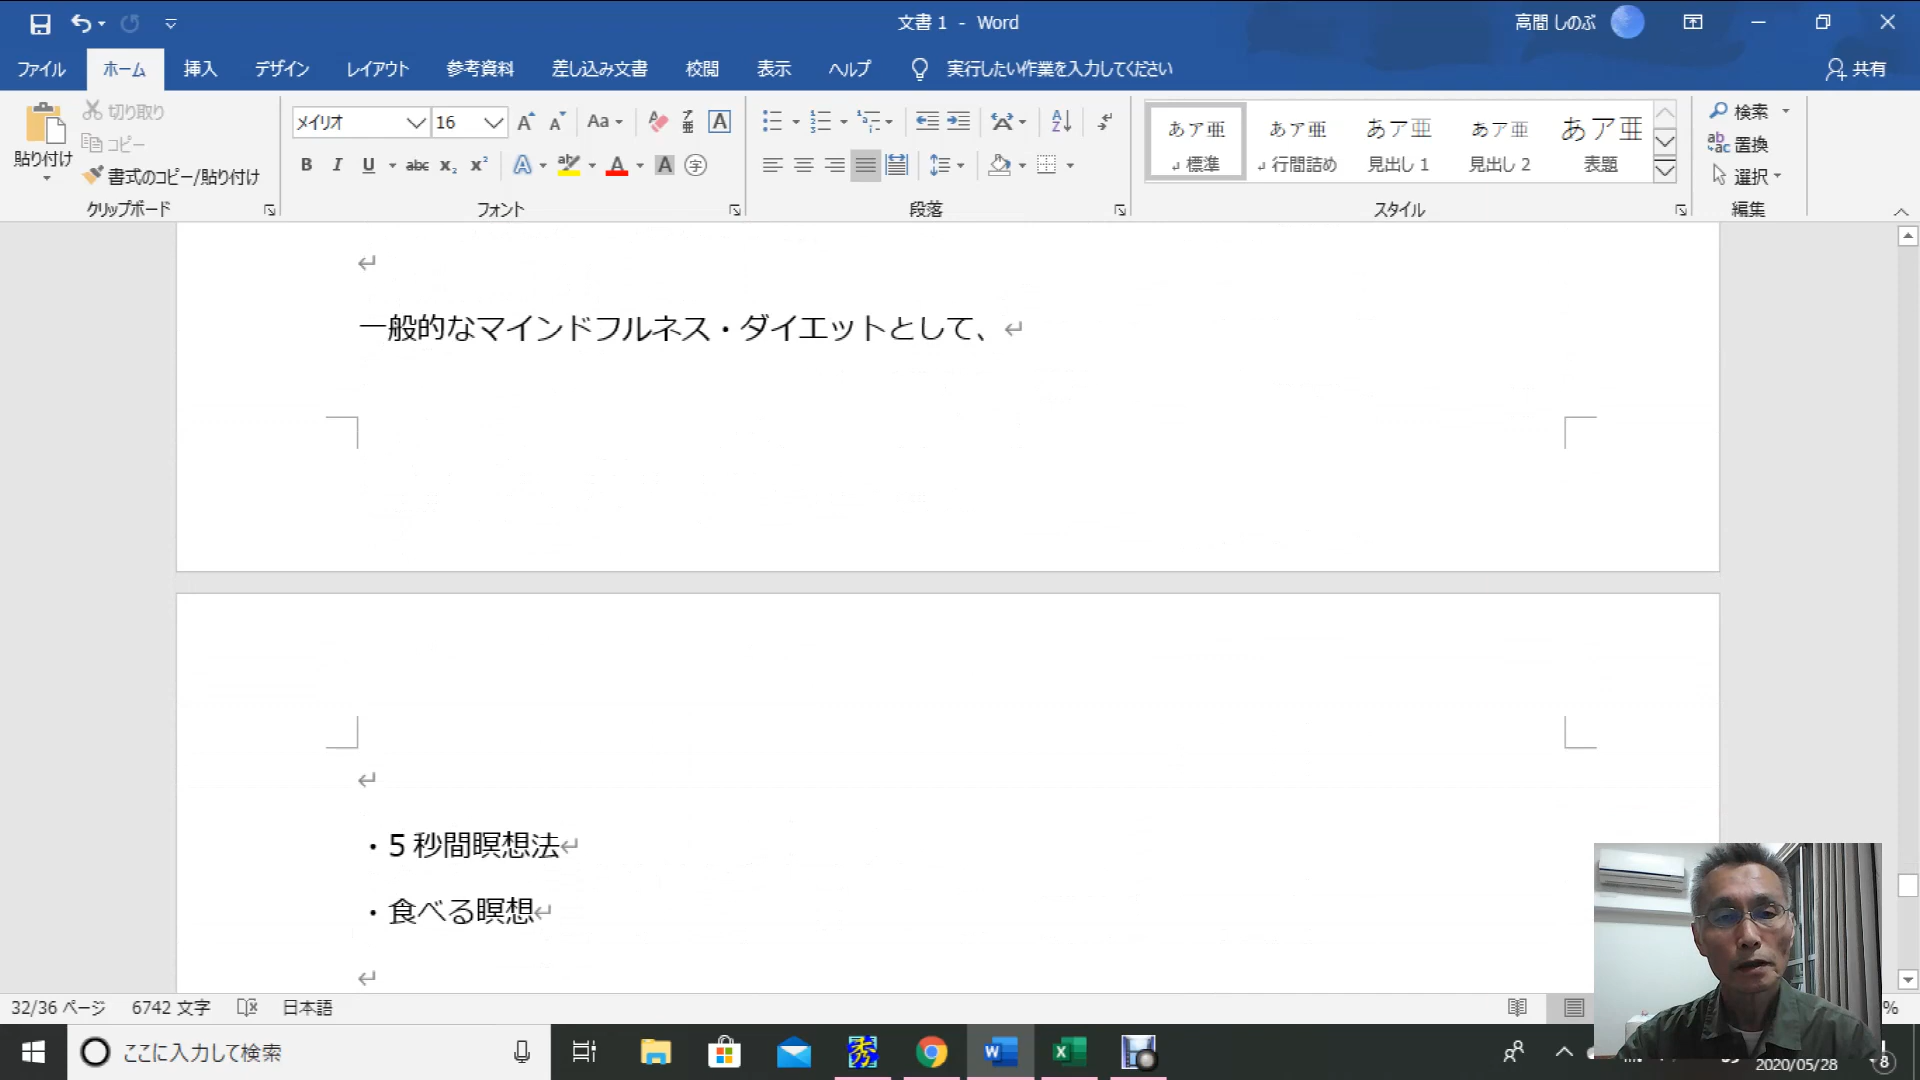 文書 1 - Word
高間 しのぶ
ファイル ホーム 挿入 デザイン レイアウト 参考資料 差し込み文書 校閲 表示 ヘルプ 実行したい作業を入力してください 共有
貼り付け
切り取り
コピー
書式のコピー/貼り付け
クリップボード
メイリオ 16
フォント
段落
あア亜 あア亜 あア亜 あア亜 あア亜
標準 行間詰め 見出し 1 見出し 2 表題
スタイル
検索
置換
選択
編集
一般的なマインドフルネス・ダイエットとして、
・5 秒間瞑想法
・食べる瞑想
32/36 ページ 6742 文字 日本語
%
ここに入力して検索
2020/05/28
8